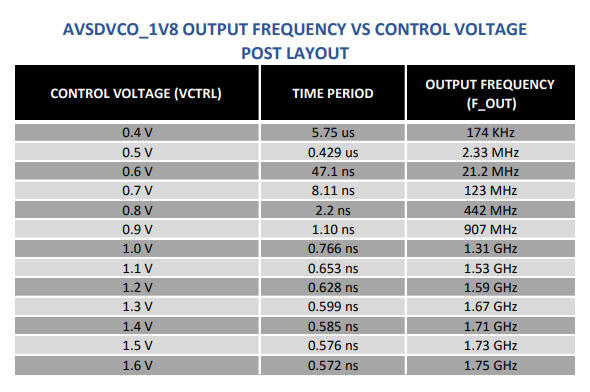 AVSDVCO_1V8 OUTPUT FREQUENCY VS CONTROL VOLTAGE
POST LAYOUT
CONTROL VOLTAGE (VCTRL) TIME PERIOD OUTPUT FREQUENCY (F_OUT)
0.4 V 5.75 us 174 KHz
0.5 V 0.429 us 2.33 MHz
0.6 V 47.1 ns 21.2 MHz
0.7 V 8.11 ns 123 MHz
0.8 V 2.2 ns 442 MHz
0.9 V 1.10 ns 907 MHz
1.0 V 0.766 ns 1.31 GHz
1.1 V 0.653 ns 1.53 GHz
1.2 V 0.628 ns 1.59 GHz
1.3 V 0.599 ns 1.67 GHz
1.4 V 0.585 ns 1.71 GHz
1.5 V 0.576 ns 1.73 GHz
1.6 V 0.572 ns 1.75 GHz